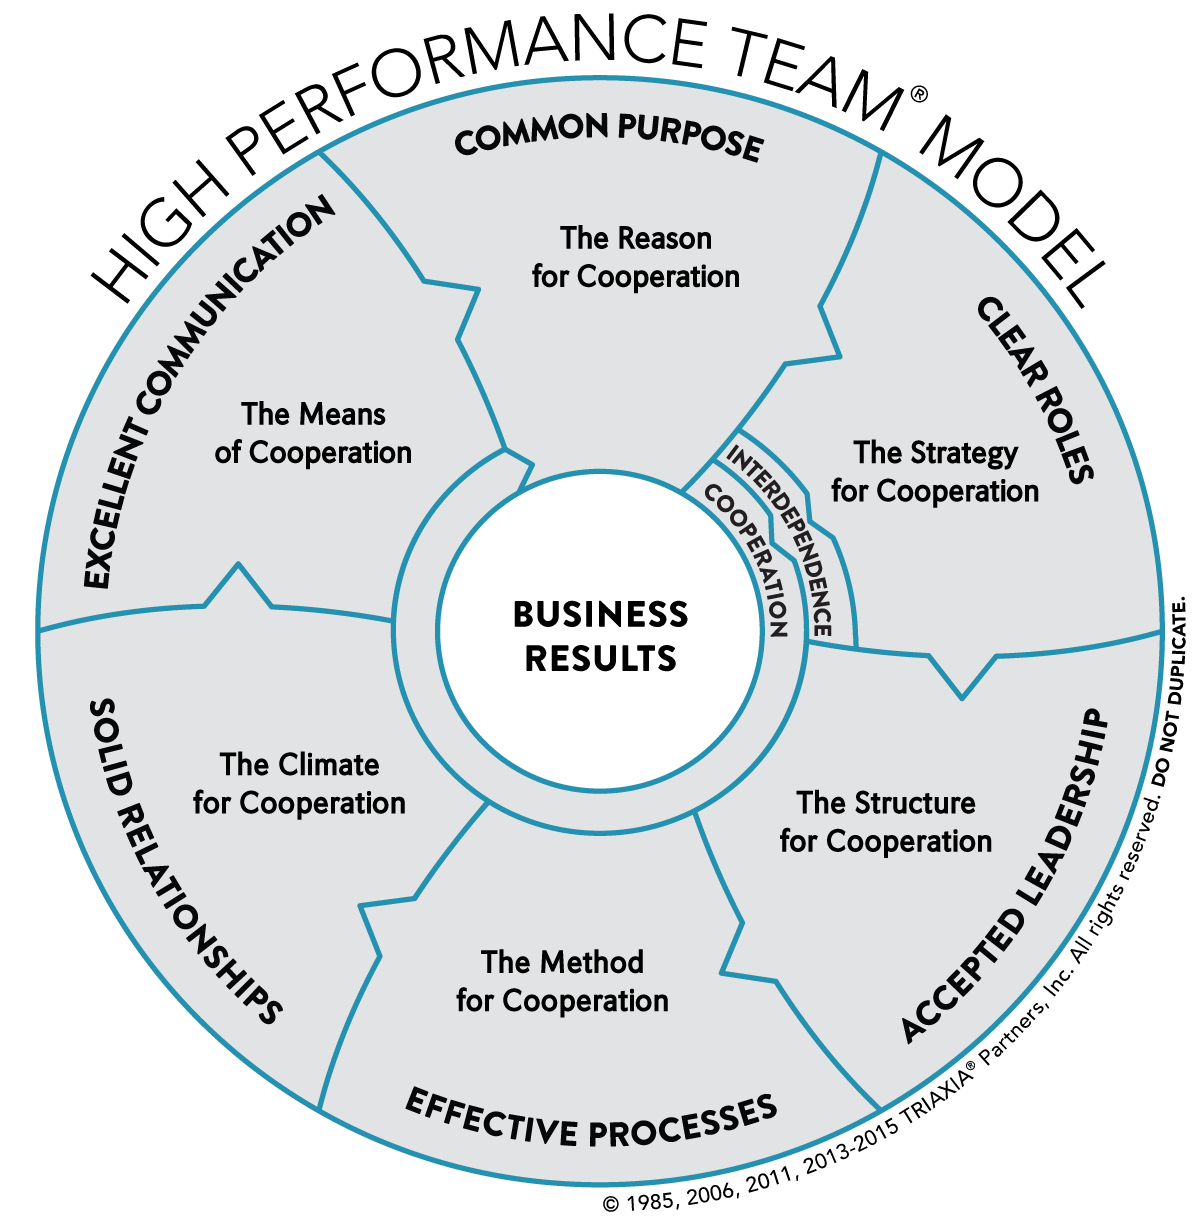 HIGH PERFORMANCE TEAM® MODEL
COMMON PURPOSE
The Reason
for Cooperation
CLEAR ROLES
The Strategy
for Cooperation
INTERDEPENDENCE
COOPERATION
ACCEPTED LEADERSHIP
The Structure
for Cooperation
EFFECTIVE PROCESSES
The Method
for Cooperation
SOLID RELATIONSHIPS
The Climate
for Cooperation
EXCELLENT COMMUNICATION
The Means
of Cooperation
BUSINESS
RESULTS
© 1985, 2006, 2011, 2013-2015 TRIAXIA® Partners, Inc. All rights reserved. DO NOT DUPLICATE.